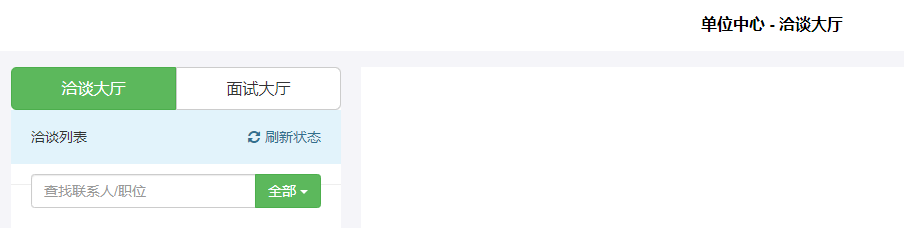 单位中心 - 洽谈大厅
洽谈大厅
面试大厅
洽谈列表
刷新状态
查找联系人/职位
全部